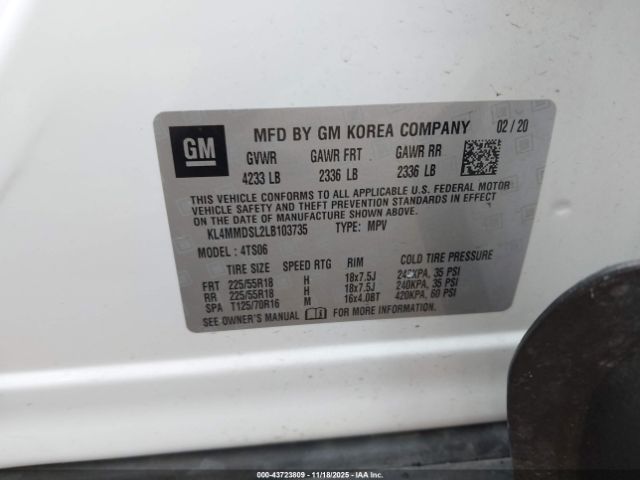 GM
MFD BY GM KOREA COMPANY 02/20
GVWR GAWR FRT GAWR RR
4233 LB 2336 LB 2336 LB
THIS VEHICLE CONFORMS TO ALL APPLICABLE U.S. FEDERAL MOTOR
VEHICLE SAFETY, BUMPER, AND THEFT PREVENTION STANDARDS IN EFFECT
ON THE DATE OF MANUFACTURE SHOWN ABOVE.
KL4MMDSL2LB103735 TYPE: MPV
MODEL: 4TS06
TIRE SIZE SPEED RTG RIM COLD TIRE PRESSURE
FRT 225/55R18 H 18x7.5J 240KPA, 35 PSI
RR 225/55R18 H 18x7.5J 240KPA, 35 PSI
SPA T125/70R16 M 16x4.0BT 420KPA, 60 PSI
SEE OWNER'S MANUAL FOR MORE INFORMATION
00-43723809 - 11/18/2025 - IAA Inc.